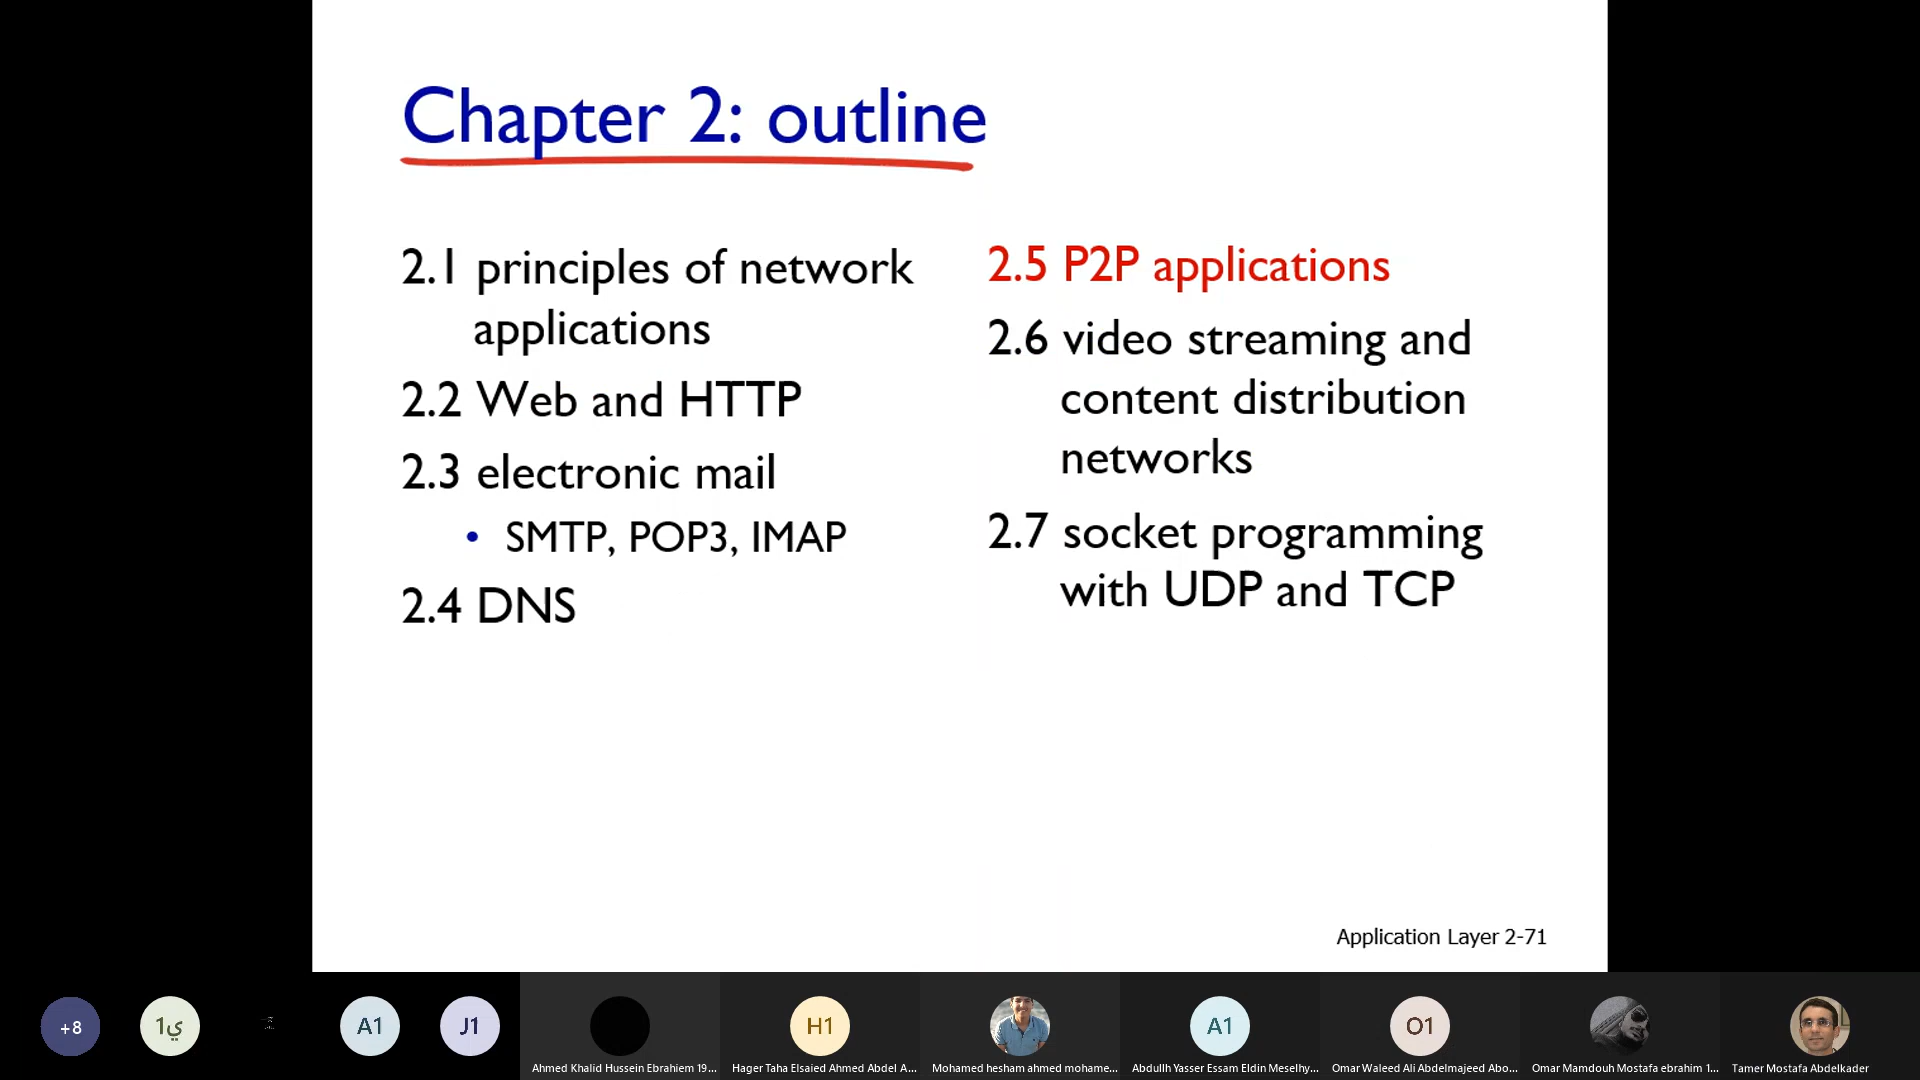 Chapter 2: outline
2.1 principles of network
applications
2.2 Web and HTTP
2.3 electronic mail
• SMTP, POP3, IMAP
2.4 DNS
2.5 P2P applications
2.6 video streaming and
content distribution
networks
2.7 socket programming
with UDP and TCP
Application Layer 2-71
+8
ي1
A1
J1
H1
A1
O1
Ahmed Khalid Hussein Ebrahiem 19...
Hager Taha Elsaied Ahmed Abdel A...
Mohamed hesham ahmed mohame...
Abdullh Yasser Essam Eldin Meselhy...
Omar Waleed Ali Abdelmajeed Abo...
Omar Mamdouh Mostafa ebrahim 1...
Tamer Mostafa Abdelkader